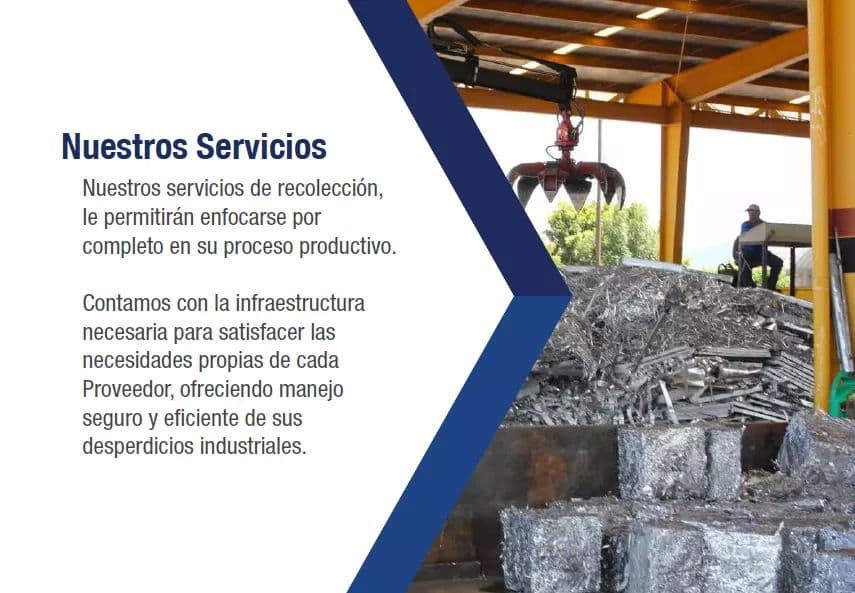 Nuestros Servicios
Nuestros servicios de recolección,
le permitirán enfocarse por
completo en su proceso productivo.
Contamos con la infraestructura
necesaria para satisfacer las
necesidades propias de cada
Proveedor, ofreciendo manejo
seguro y eficiente de sus
desperdicios industriales.